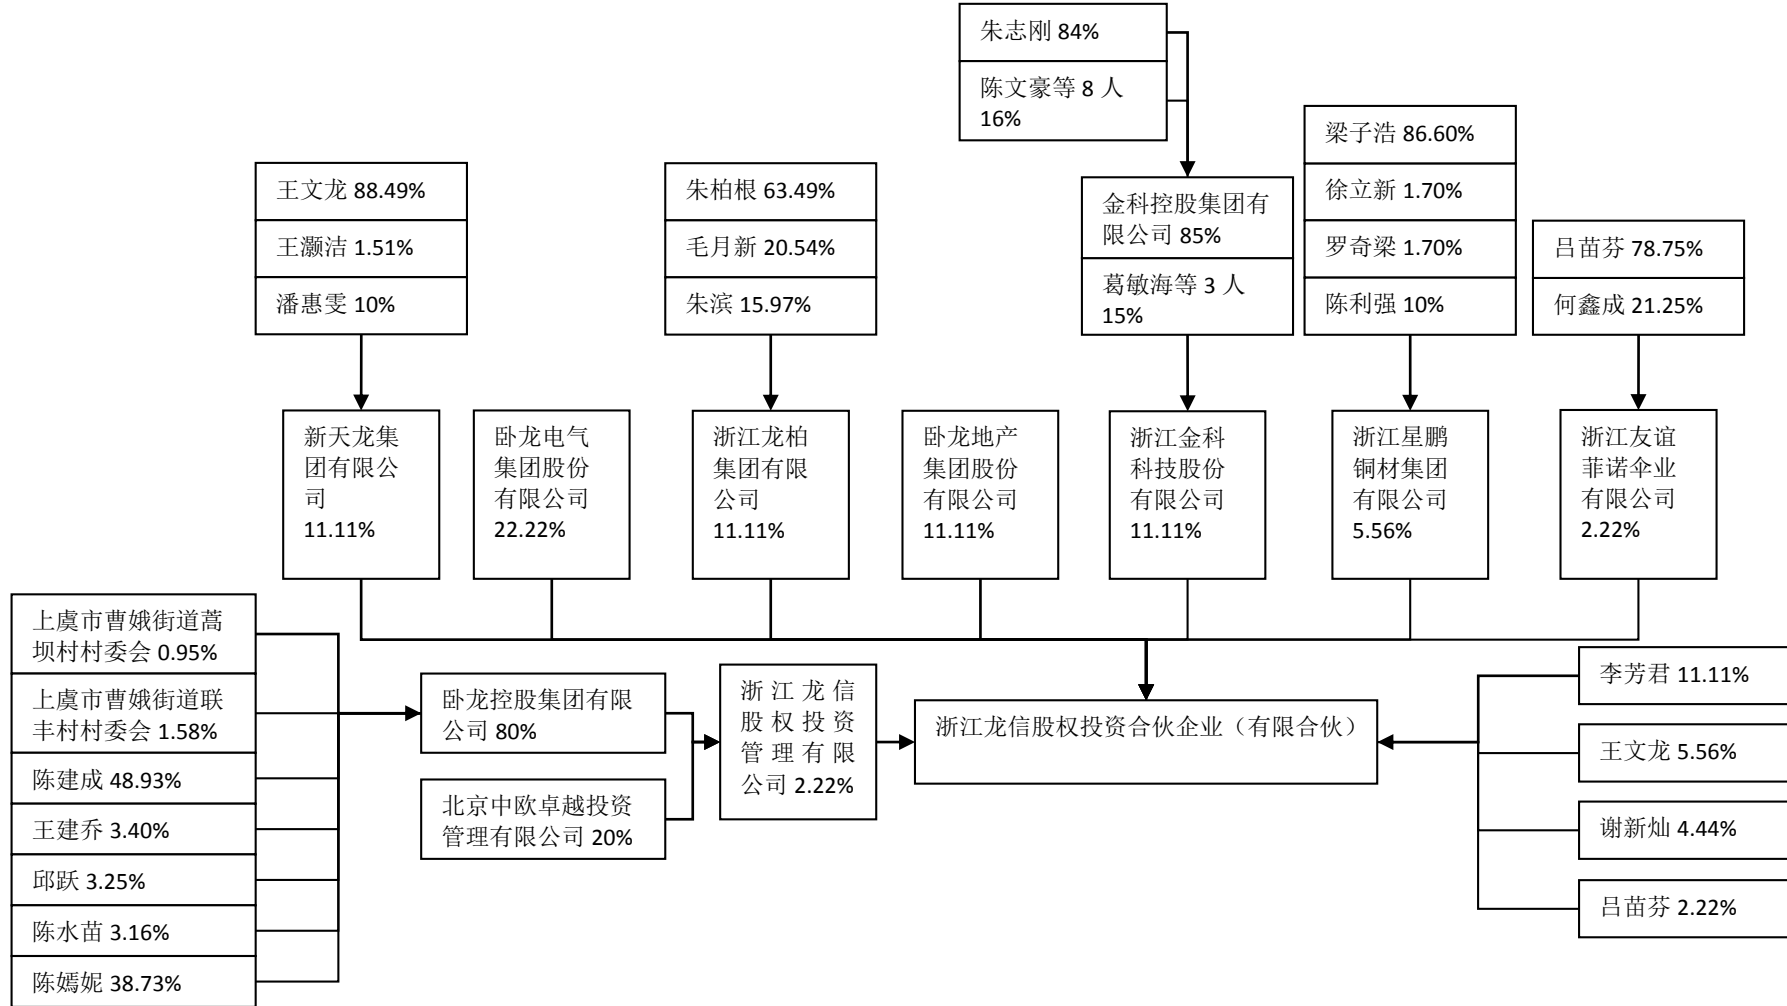 朱志刚 84%
陈文豪等 8 人
16%
王文龙 88.49%
王灏洁 1.51%
潘惠雯 10%
朱柏根 63.49%
毛月新 20.54%
朱滨 15.97%
金科控股集团有
限公司 85%
葛敏海等 3 人
15%
梁子浩 86.60%
徐立新 1.70%
罗奇梁 1.70%
陈利强 10%
吕苗芬 78.75%
何鑫成 21.25%
新天龙集
团有限公
司
11.11%
卧龙电气
集团股份
有限公司
22.22%
浙江龙柏
集团有限
公司
11.11%
卧龙地产
集团股份
有限公司
11.11%
浙江金科
科技股份
有限公司
11.11%
浙江星鹏
铜材集团
有限公司
5.56%
浙江友谊
菲诺伞业
有限公司
2.22%
上虞市曹娥街道蒿
坝村村委会 0.95%
上虞市曹娥街道联
丰村村委会 1.58%
陈建成 48.93%
王建乔 3.40%
邱跃 3.25%
陈水苗 3.16%
陈嫣妮 38.73%
卧龙控股集团有限
公司 80%
北京中欧卓越投资
管理有限公司 20%
浙江龙信
股权投资
管理有限
公司 2.22%
浙江龙信股权投资合伙企业（有限合伙）
李芳君 11.11%
王文龙 5.56%
谢新灿 4.44%
吕苗芬 2.22%